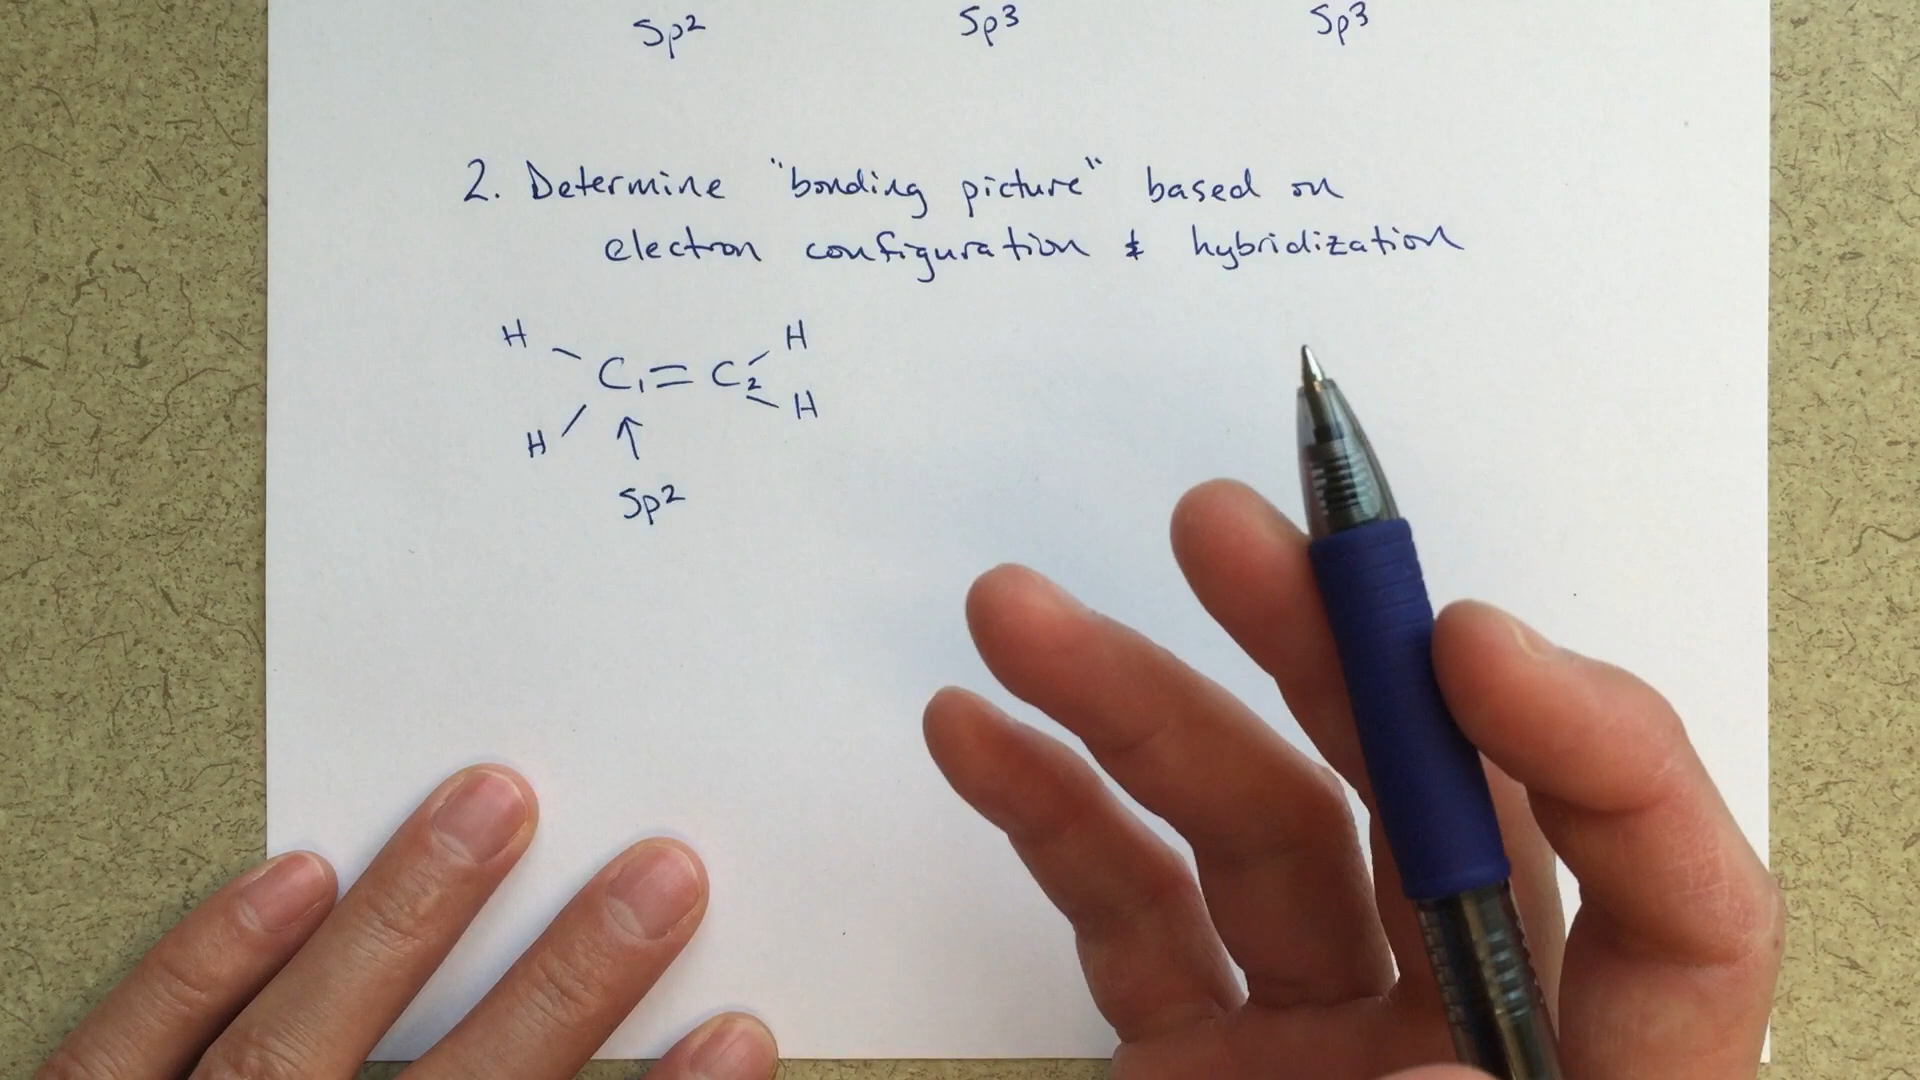 Sp² Sp³ Sp³
2. Determine "bonding picture" based on
electron configuration & hybridization
H H
C₁=C₂
H
H ↑
Sp²